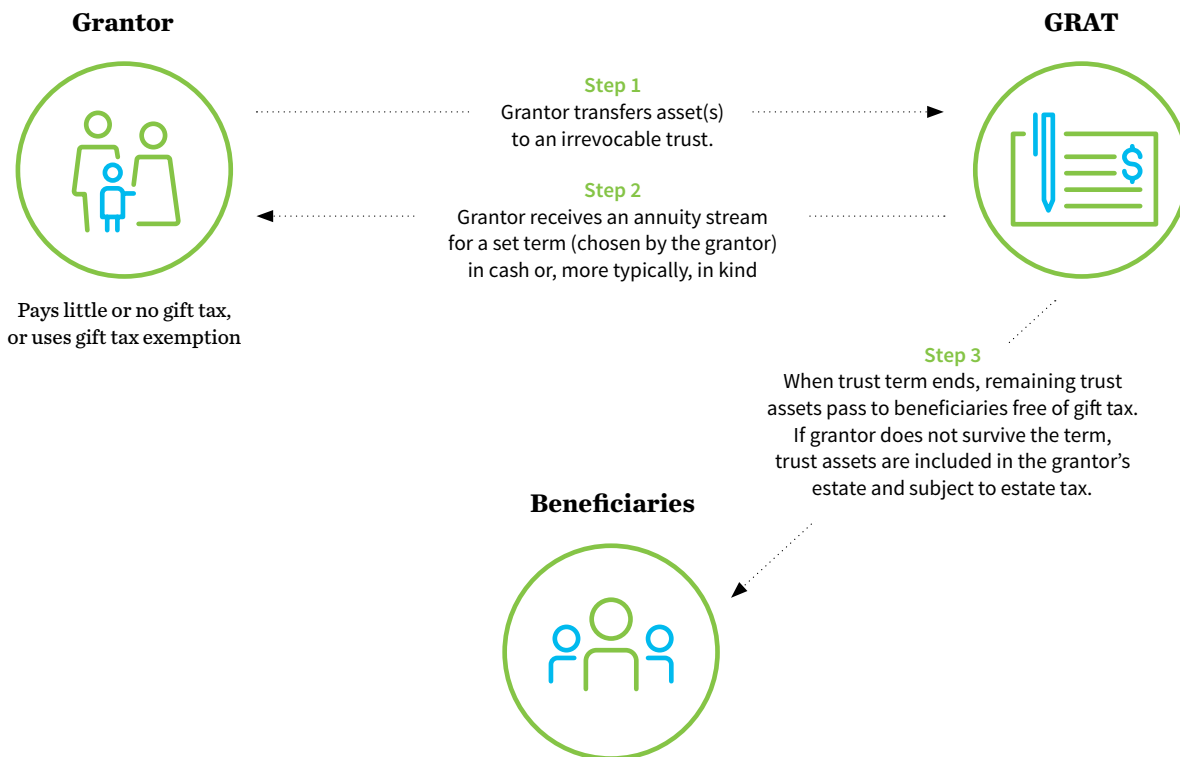 Grantor
GRAT
Step 1
Grantor transfers asset(s)
to an irrevocable trust.
Step 2
Grantor receives an annuity stream
for a set term (chosen by the grantor)
in cash or, more typically, in kind
$
Pays little or no gift tax,
or uses gift tax exemption
Step 3
When trust term ends, remaining trust
assets pass to beneficiaries free of gift tax.
If grantor does not survive the term,
trust assets are included in the grantor’s
estate and subject to estate tax.
Beneficiaries